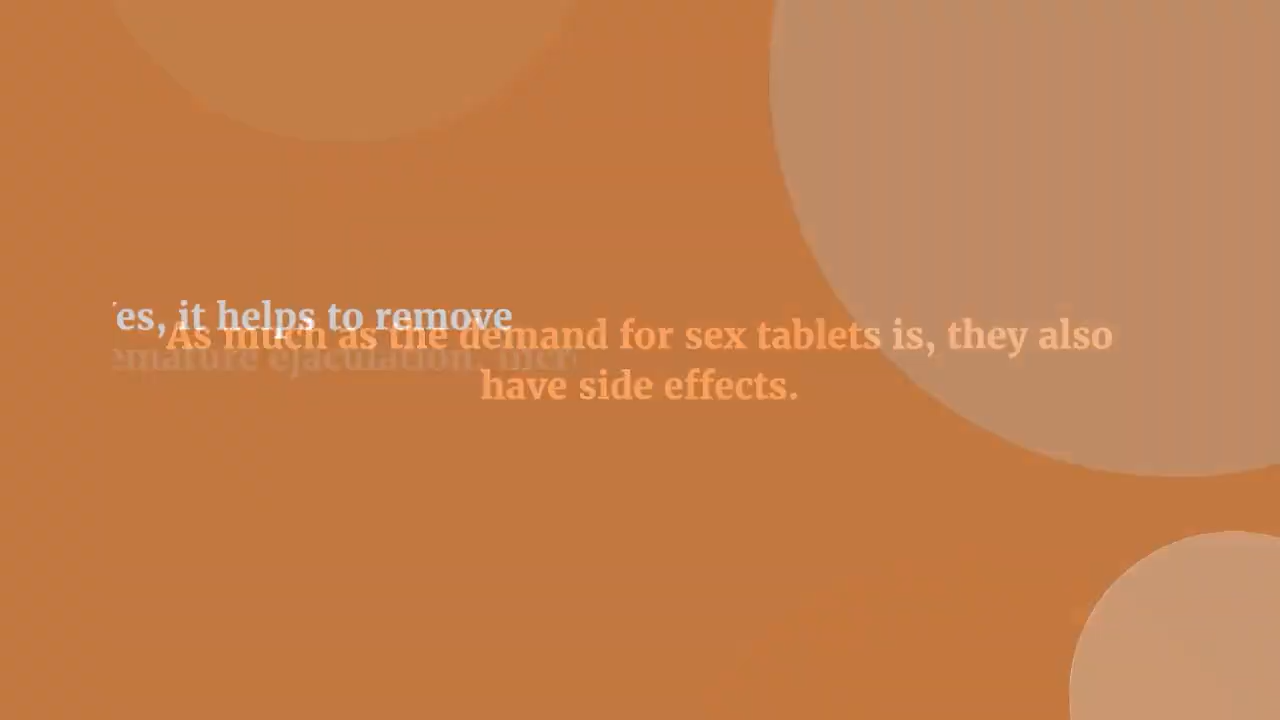 es, it helps to remove
As much as the demand for sex tablets is, they also
ejaculation,
have side effects.